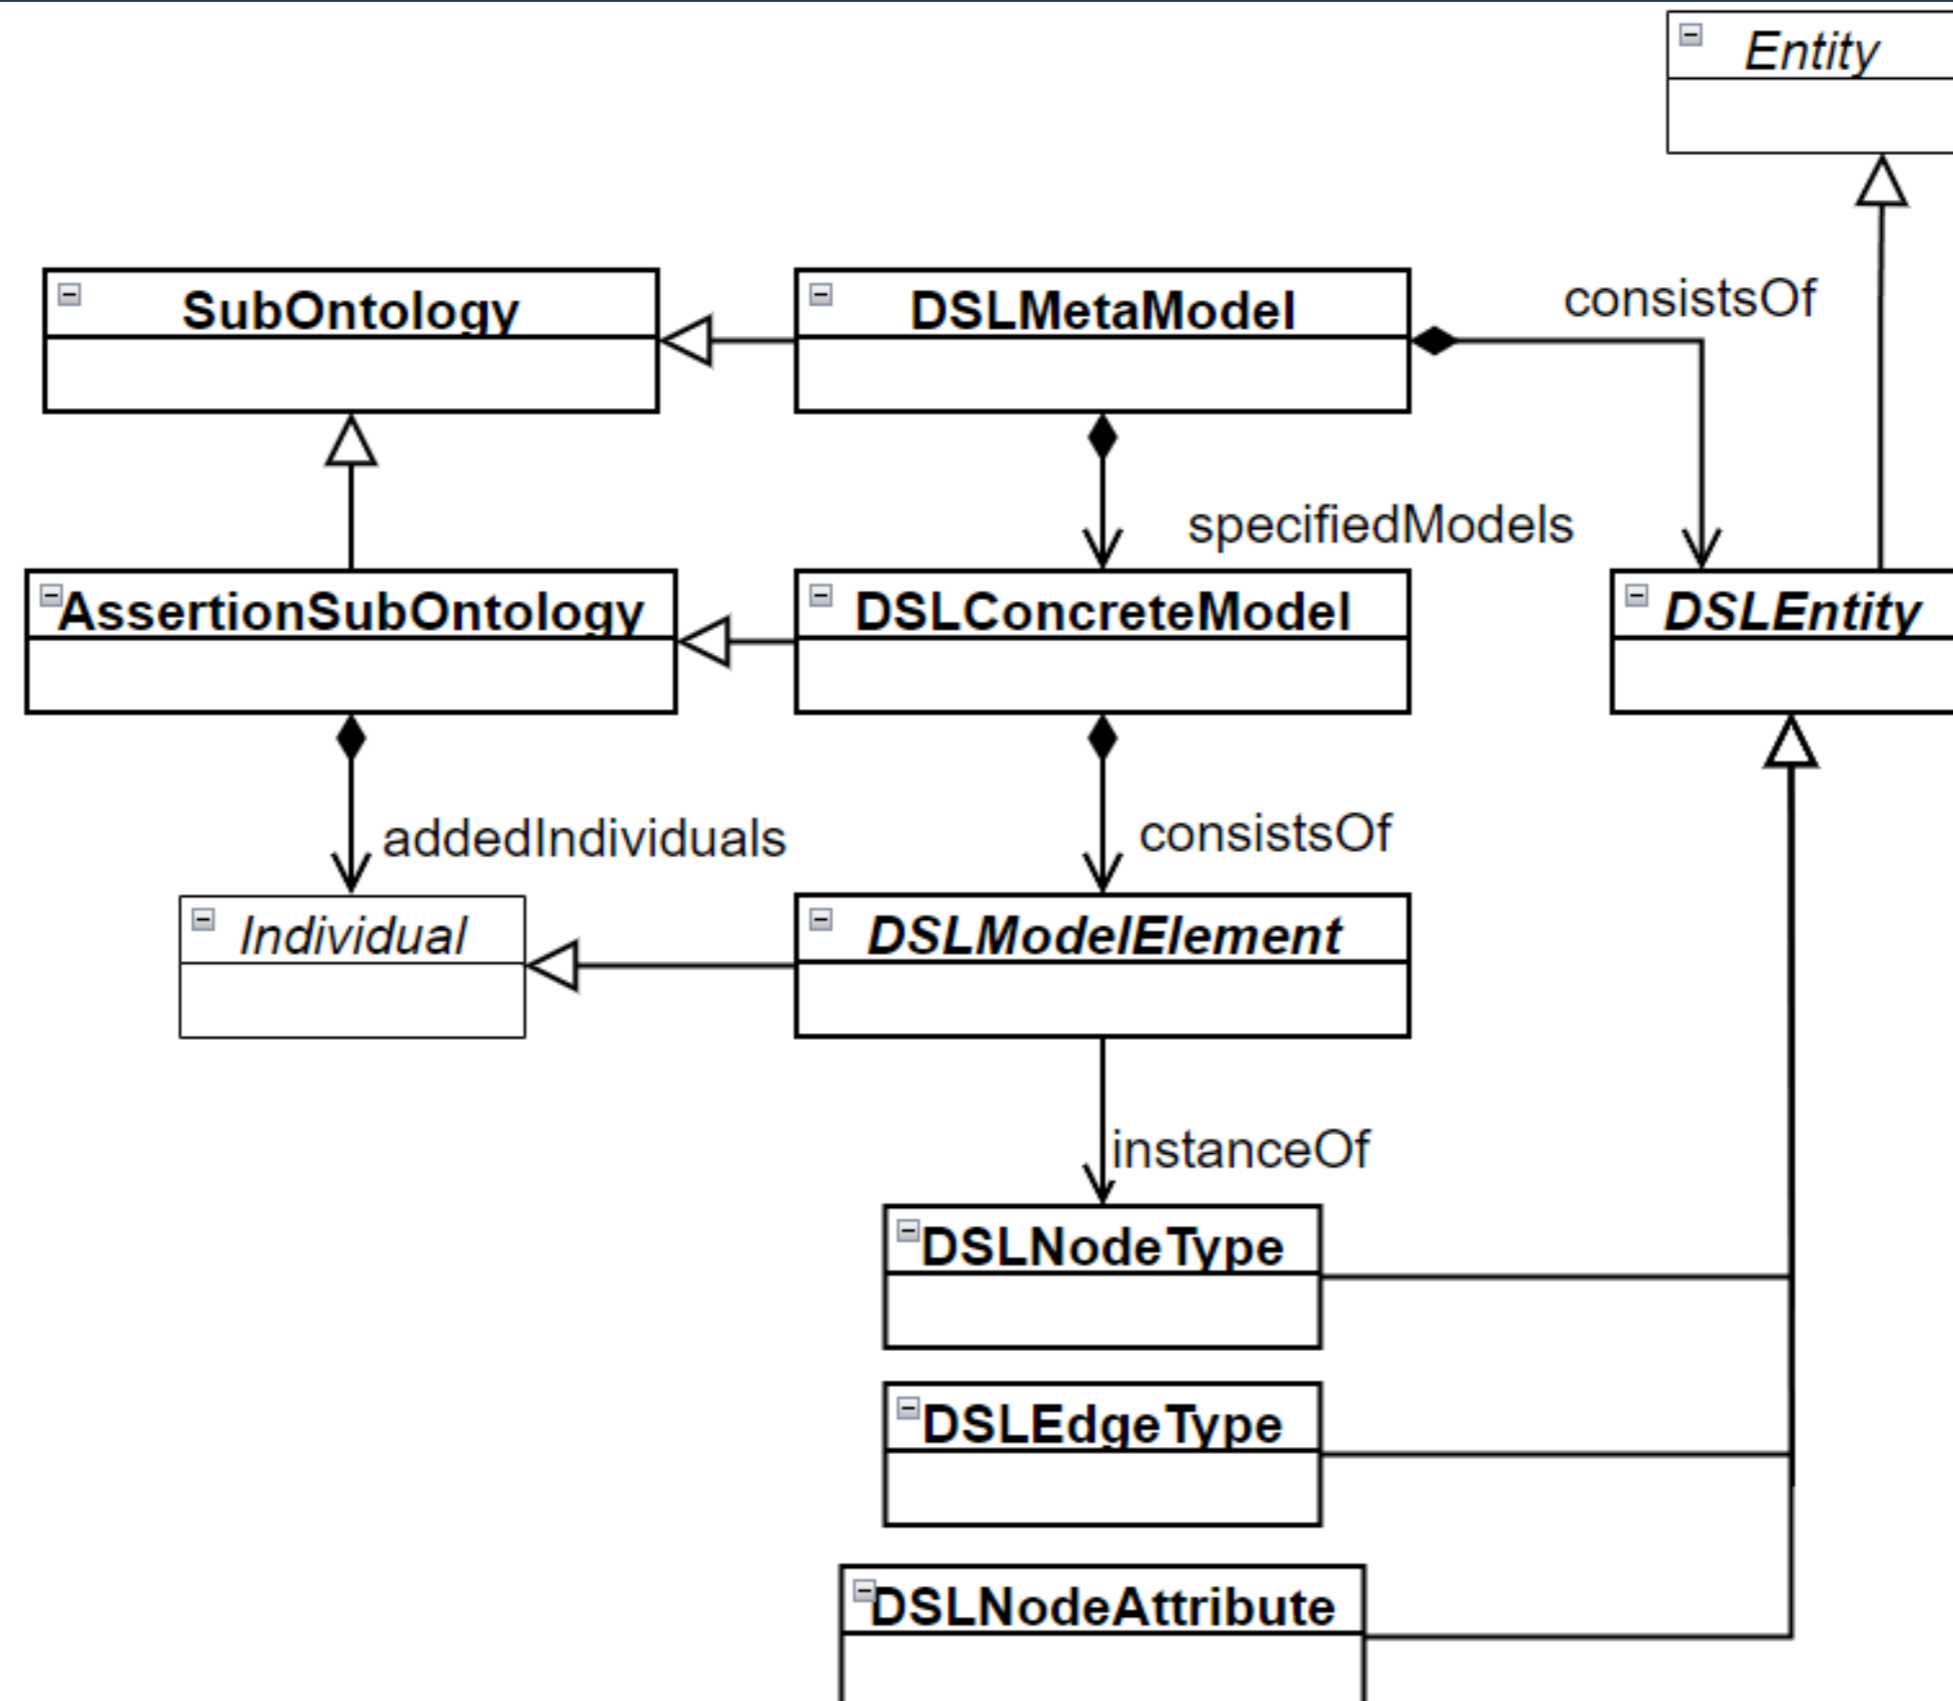 Entity
SubOntology
DSLMetaModel
consistsOf
specifiedModels
AssertionSubOntology
DSLConcreteModel
DSLEntity
addedIndividuals
consistsOf
Individual
DSLModelElement
instanceOf
DSLNodeType
DSLEdgeType
DSLNodeAttribute